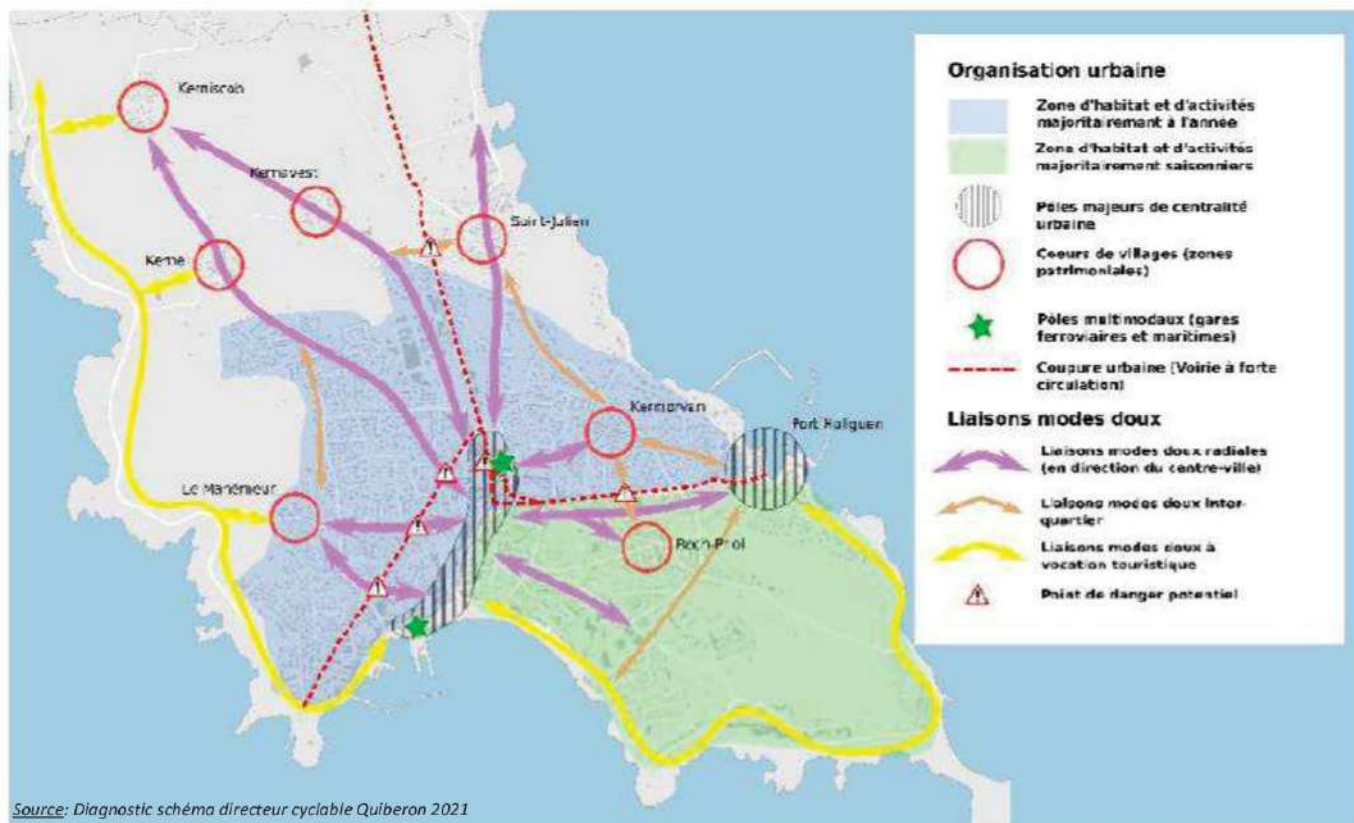 Kerniscob
Kernavest
Saint-Julien
Kerné
Kermorvan
Port Haliguen
Le Manémeur
Roch-Priol
Organisation urbaine
Zone d'habitat et d'activités
majoritairement à l'année
Zone d'habitat et d'activités
majoritairement saisonniers
Pôles majeurs de centralité
urbaine
Coeurs de villages (zones
patrimoniales)
Pôles multimodaux (gares
ferroviaires et maritimes)
Coupure urbaine (Voirie à forte
circulation)
Liaisons modes doux
Liaisons modes doux radiales
(en direction du centre-ville)
Liaisons modes doux inter-
quartier
Liaisons modes doux à
vocation touristique
Point de danger potentiel
Source: Diagnostic schéma directeur cyclable Quiberon 2021